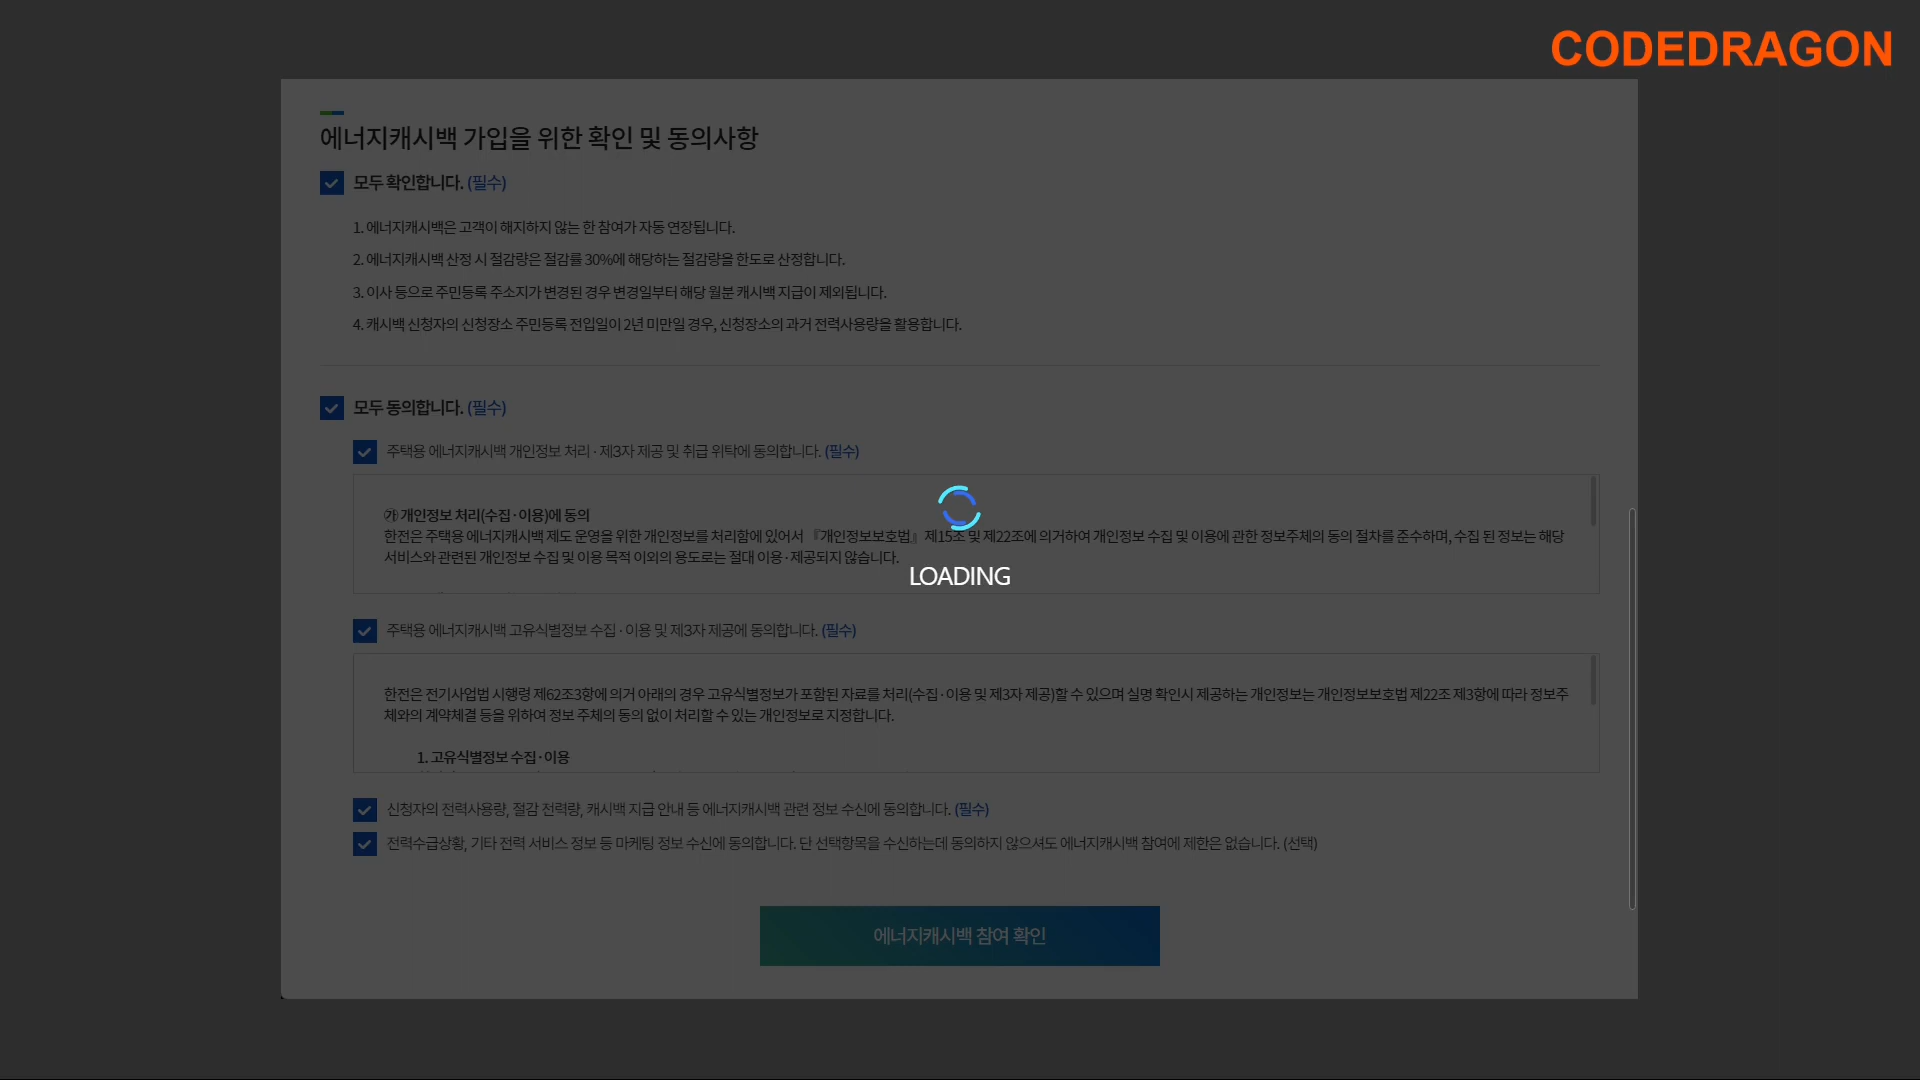 CODEDRAGON
에너지캐시백 가입을 위한 확인 및 동의사항
모두 확인합니다. (필수)
1. 에너지캐시백은 고객이 해지하지 않는 한 참여가 자동 연장됩니다.
2. 에너지캐시백 산정 시 절감량은 절감률 30%에 해당하는 절감량을 한도로 산정합니다.
3. 이사 등으로 주민등록 주소지가 변경된 경우 변경일부터 해당 월분 캐시백 지급이 제외됩니다.
4. 캐시백 신청자의 신청장소 주민등록 전입일이 2년 미만일 경우, 신청장소의 과거 전력사용량을 활용합니다.
모두 동의합니다. (필수)
주택용 에너지캐시백 개인정보 처리 · 제3자 제공 및 취급 위탁에 동의합니다. (필수)
㉮ 개인정보 처리(수집 · 이용)에 동의
한전은 주택용 에너지캐시백 제도 운영을 위한 개인정보를 처리함에 있어서 『개인정보보호법』 제15조 및 제22조에 의거하여 개인정보 수집 및 이용에 관한 정보주체의 동의 절차를 준수하며, 수집 된 정보는 해당
서비스와 관련된 개인정보 수집 및 이용 목적 이외의 용도로는 절대 이용 · 제공되지 않습니다.
LOADING
주택용 에너지캐시백 고유식별정보 수집 · 이용 및 제3자 제공에 동의합니다. (필수)
한전은 전기사업법 시행령 제62조3항에 의거 아래의 경우 고유식별정보가 포함된 자료를 처리(수집 · 이용 및 제3자 제공)할 수 있으며 실명 확인시 제공하는 개인정보는 개인정보보호법 제22조 제3항에 따라 정보주
체와의 계약체결 등을 위하여 정보 주체의 동의 없이 처리할 수 있는 개인정보로 지정합니다.
1. 고유식별정보 수집 · 이용
신청자의 전력사용량, 절감 전력량, 캐시백 지급 안내 등 에너지캐시백 관련 정보 수신에 동의합니다. (필수)
전력수급상황, 기타 전력 서비스 정보 등 마케팅 정보 수신에 동의합니다. 단 선택항목을 수신하는데 동의하지 않으셔도 에너지캐시백 참여에 제한은 없습니다. (선택)
에너지캐시백 참여 확인